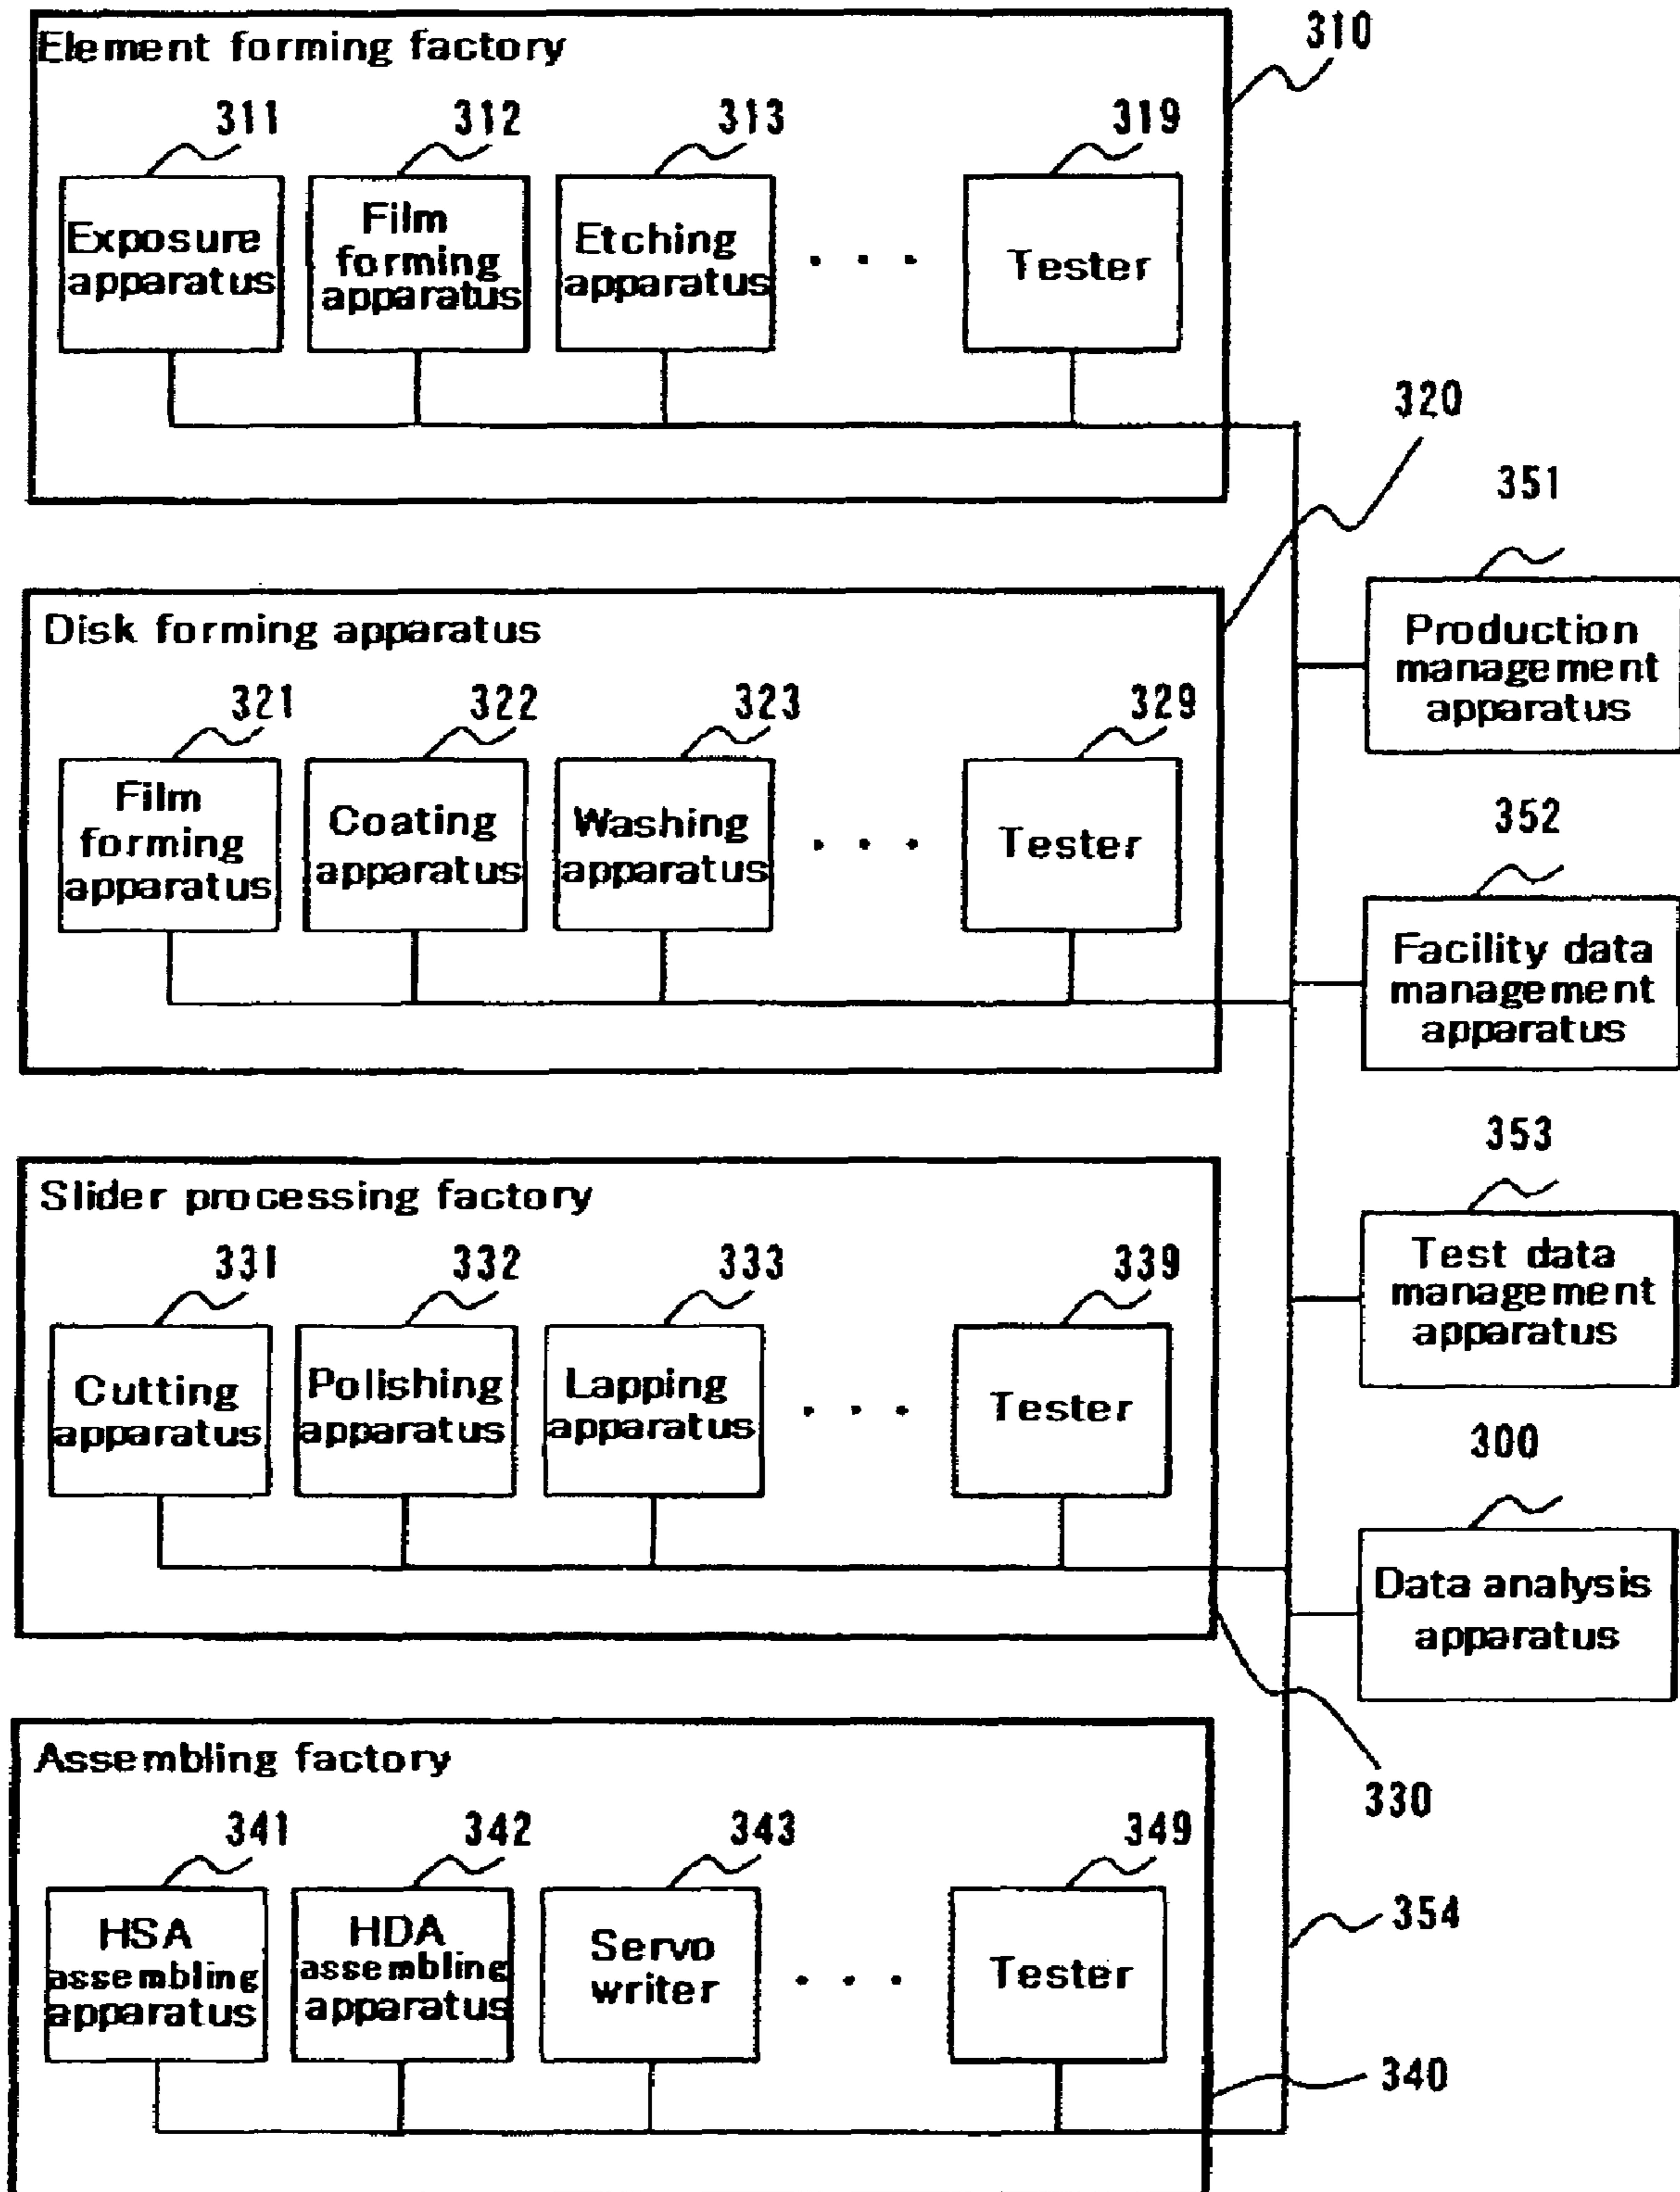 Element forming factory
310
311
312
313
319
Exposure
apparatus
Film
forming
apparatus
Etching
apparatus
. . .
Tester
320
351
Production
management
apparatus
Disk forming apparatus
321
322
323
329
Film
forming
apparatus
Coating
apparatus
Washing
apparatus
. . .
Tester
352
Facility data
management
apparatus
353
Test data
management
apparatus
Slider processing factory
331
332
333
339
Cutting
apparatus
Polishing
apparatus
Lapping
apparatus
. . .
Tester
300
Data analysis
apparatus
330
Assembling factory
341
342
343
349
HSA
assembling
apparatus
HDA
assembling
apparatus
Servo
writer
. . .
Tester
354
340